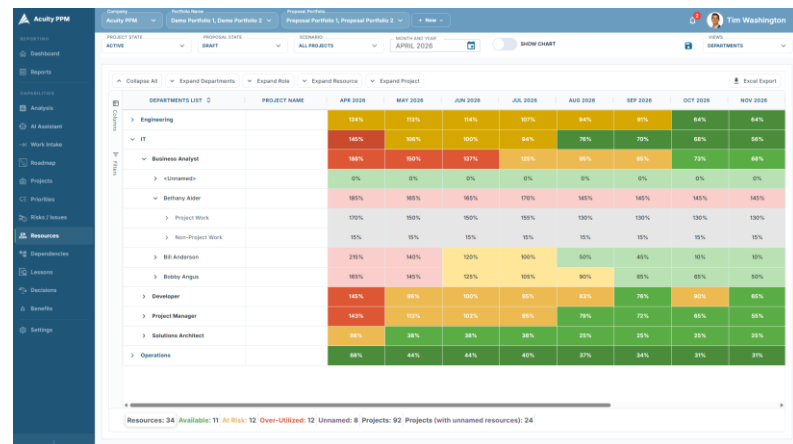 Acuity PPM
Company
Acuity PPM
Portfolio Name
Demo Portfolio 1, Demo Portfolio 2
Proposal Portfolio
Proposal Portfolio 1, Proposal Portfolio 2
+ New
Tim Washington
REPORTING
Dashboard
Reports
CAPABILITIES
Analysis
AI Assistant
Work Intake
Roadmap
Projects
Priorities
Risks / Issues
Resources
Dependencies
Lessons
Decisions
Benefits
Settings
PROJECT STATE
ACTIVE
PROPOSAL STATE
DRAFT
SCENARIO
ALL PROJECTS
MONTH AND YEAR
APRIL 2026
SHOW CHART
VIEWS
DEPARTMENTS
Collapse All Expand Departments Expand Role Expand Resource Expand Project Excel Export
Columns
Filters
DEPARTMENTS LIST PROJECT NAME APR 2026 MAY 2026 JUN 2026 JUL 2026 AUG 2026 SEP 2026 OCT 2026 NOV 2026
Engineering 124% 113% 114% 107% 94% 91% 64% 64%
IT 145% 106% 100% 94% 76% 70% 68% 56%
Business Analyst 188% 150% 137% 125% 95% 85% 73% 68%
<Unnamed> 0% 0% 0% 0% 0% 0% 0% 0%
Bethany Alder 185% 165% 165% 170% 145% 145% 145% 145%
Project Work 170% 150% 150% 155% 130% 130% 130% 130%
Non-Project Work 15% 15% 15% 15% 15% 15% 15% 15%
Bill Anderson 215% 140% 120% 100% 50% 45% 10% 10%
Bobby Angus 165% 145% 125% 105% 90% 65% 65% 50%
Developer 145% 98% 100% 95% 83% 76% 90% 65%
Project Manager 143% 113% 102% 98% 79% 72% 65% 55%
Solutions Architect 38% 38% 38% 25% 25% 25% 25%
Operations 68% 44% 44% 40% 37% 34% 31% 31%
Resources: 34 Available: 11 At Risk: 12 Over-Utilized: 12 Unnamed: 8 Projects: 92 Projects (with unnamed resources): 24